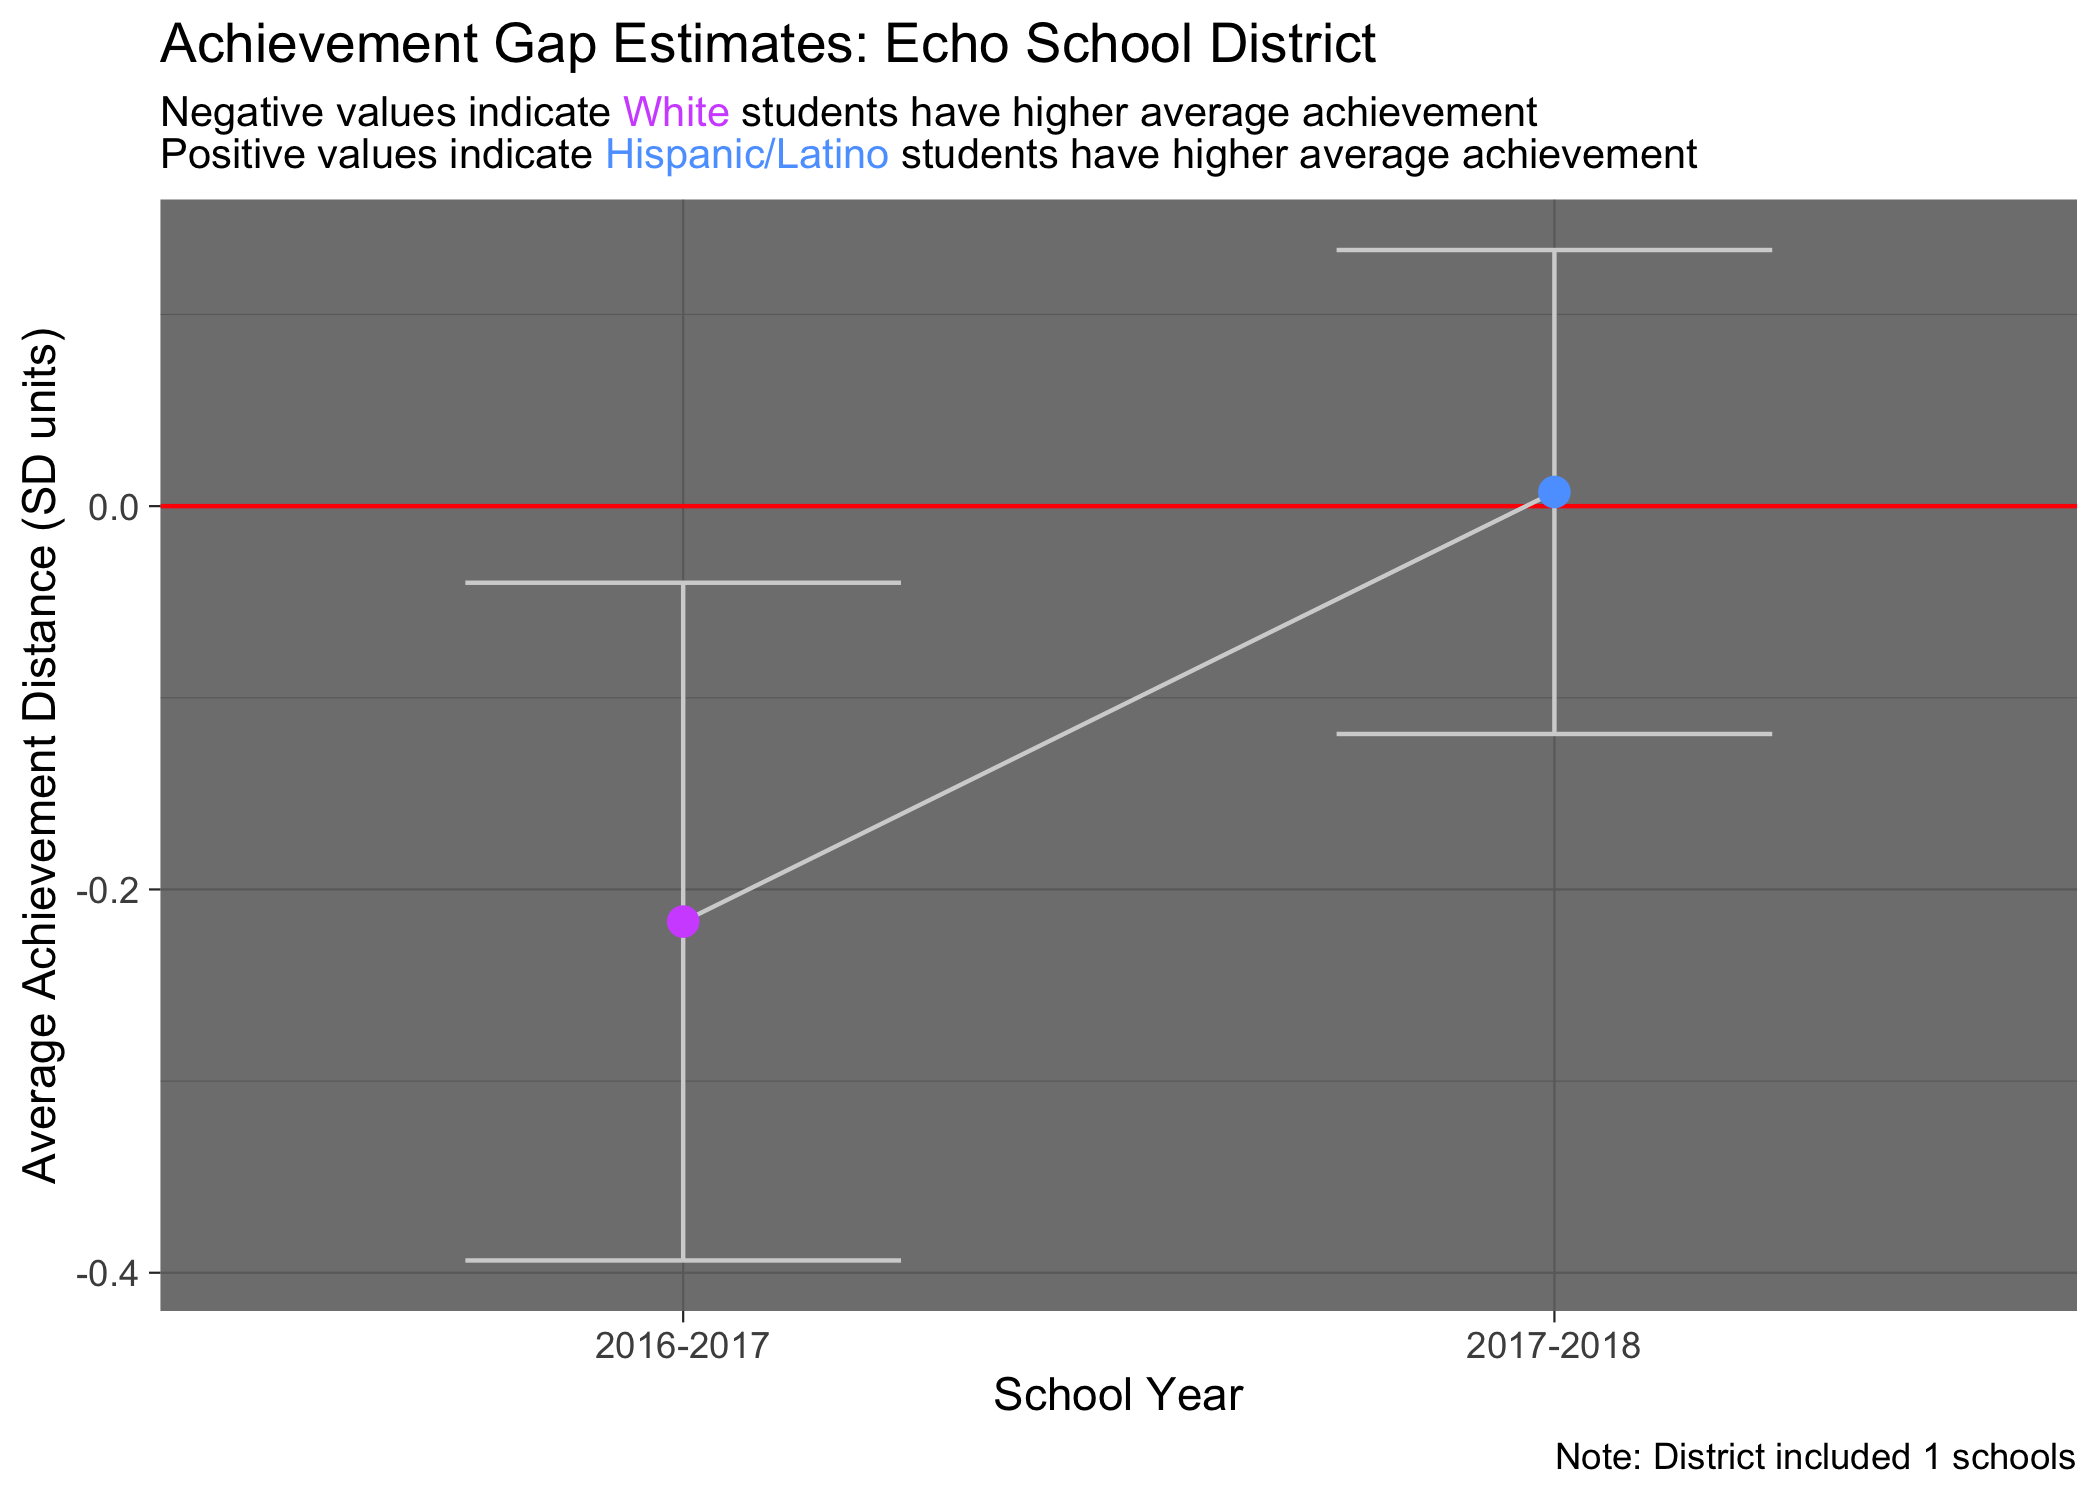 Achievement Gap Estimates: Echo School District
Negative values indicate White students have higher average achievement
Positive values indicate Hispanic/Latino students have higher average achievement
Average Achievement Distance (SD units)
0.0
-0.2
-0.4
2016-2017
2017-2018
School Year
Note: District included 1 schools